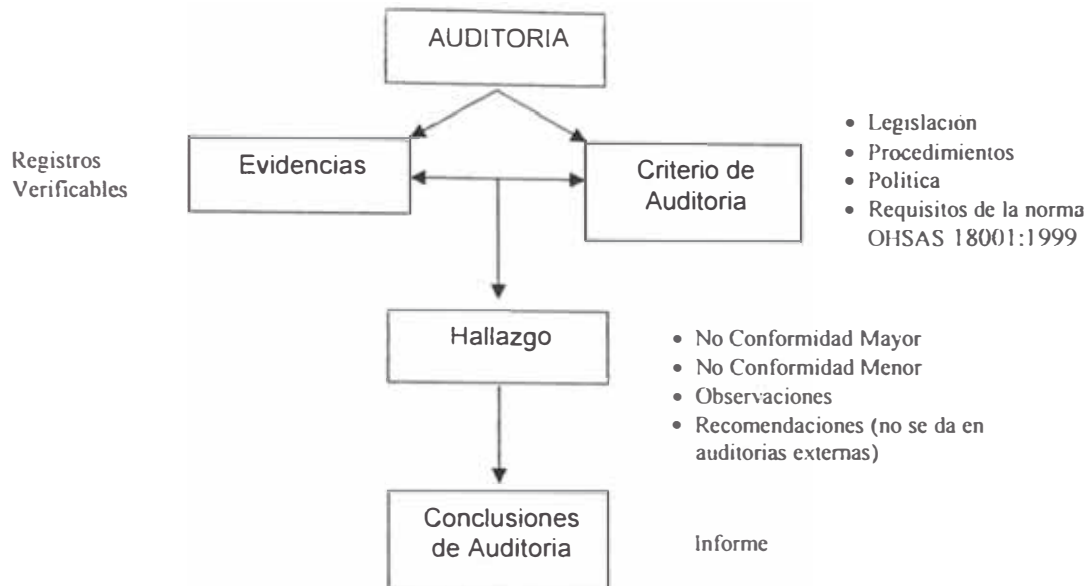 AUDITORIA
Registros
Verificables
Evidencias
Criterio de
Auditoria
• Legislación
• Procedimientos
• Politica
• Requisitos de la norma
OHSAS 18001:1999
Hallazgo
• No Conformidad Mayor
• No Conformidad Menor
• Observaciones
• Recomendaciones (no se da en
auditorias externas)
Conclusiones
de Auditoria
Informe